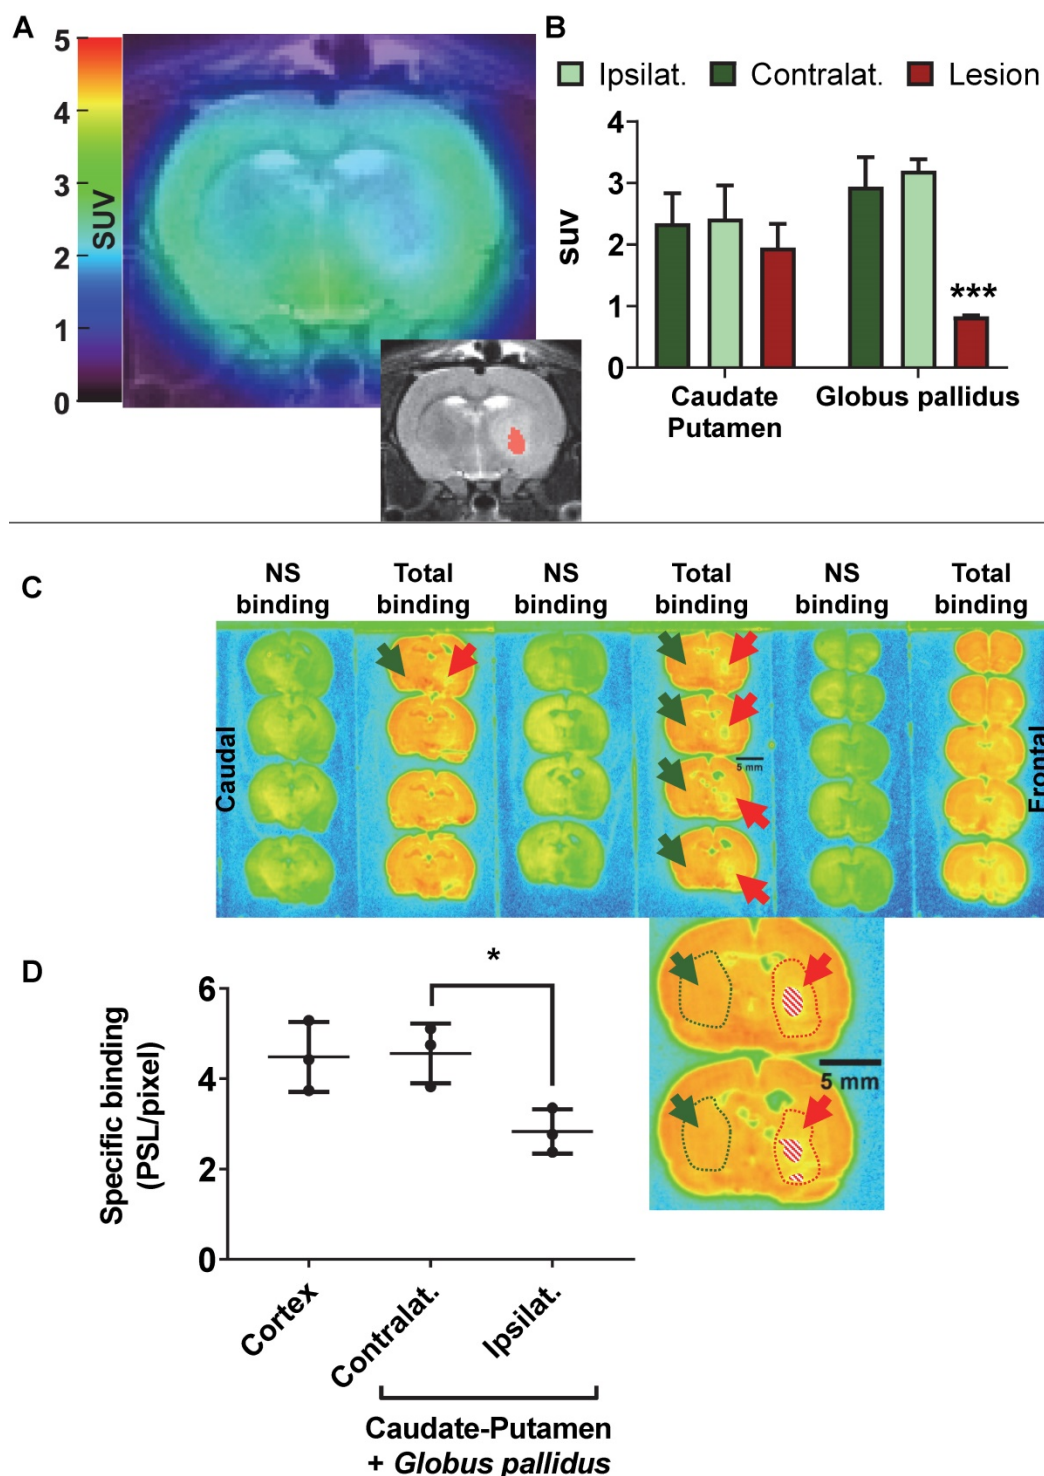 A
5
4
3
2
1
0
SUV
B
Ipsilat. Contralat. Lesion
4
3
2
1
0
suv
***
Caudate
Putamen
Globus pallidus
C
NS
binding
Total
binding
NS
binding
Total
binding
NS
binding
Total
binding
Caudal
5 mm
Frontal
D
*
6
4
2
0
Specific binding
(PSL/pixel)
Cortex
Contralat.
Ipsilat.
Caudate-Putamen
+ Globus pallidus
5 mm